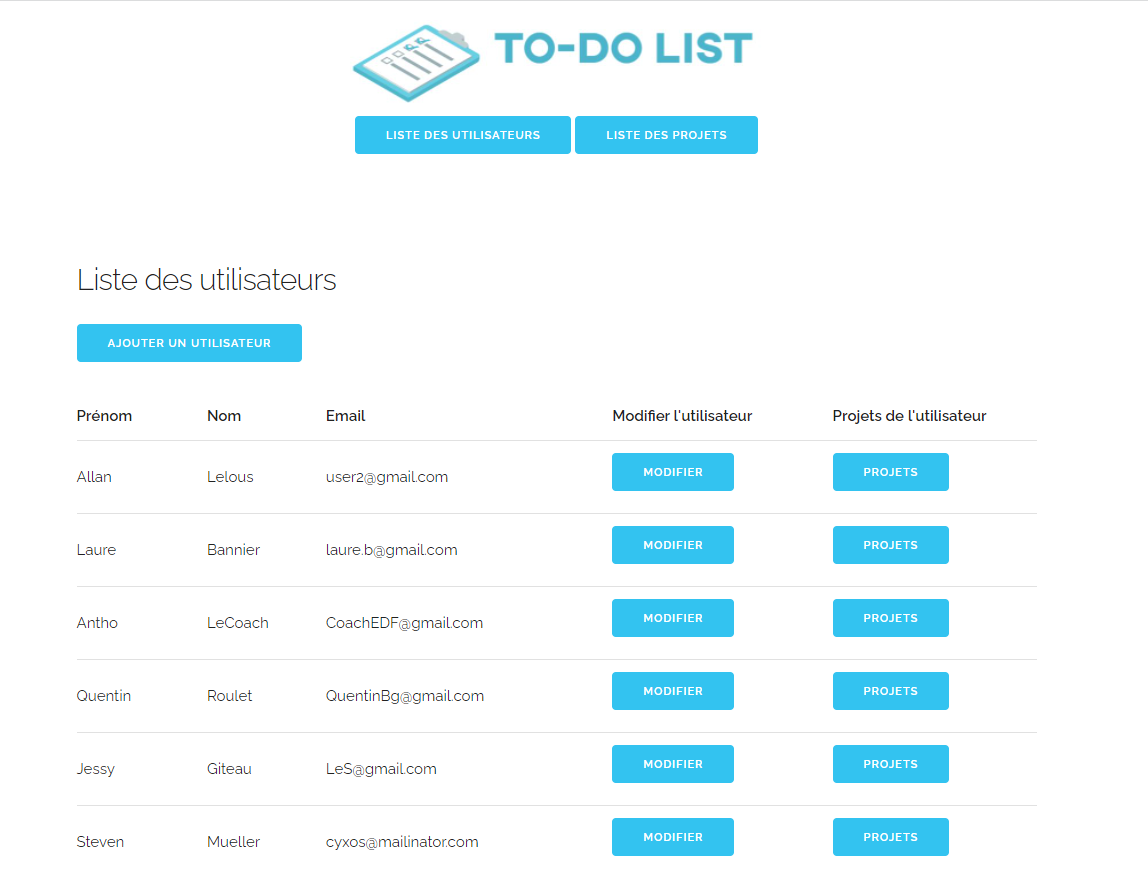 TO-DO LIST
LISTE DES UTILISATEURS LISTE DES PROJETS
Liste des utilisateurs
AJOUTER UN UTILISATEUR
Prénom Nom Email Modifier l'utilisateur Projets de l'utilisateur
Allan Lelous user2@gmail.com MODIFIER PROJETS
Laure Bannier laure.b@gmail.com MODIFIER PROJETS
Antho LeCoach CoachEDF@gmail.com MODIFIER PROJETS
Quentin Roulet QuentinBg@gmail.com MODIFIER PROJETS
Jessy Giteau LeS@gmail.com MODIFIER PROJETS
Steven Mueller cyxos@mailinator.com MODIFIER PROJETS